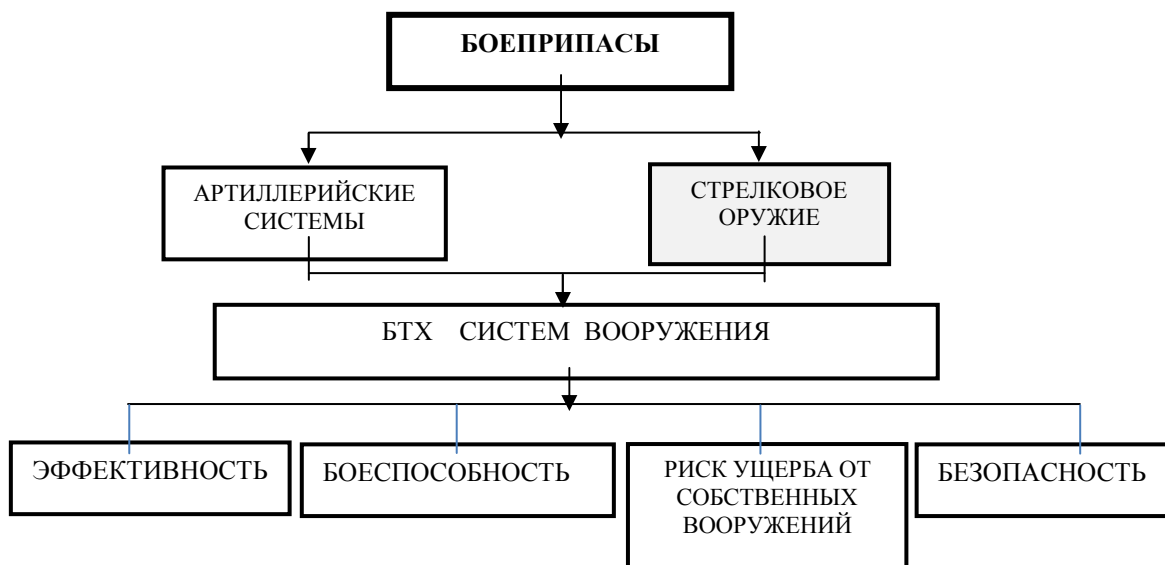 БОЕПРИПАСЫ
АРТИЛЛЕРИЙСКИЕ
СИСТЕМЫ
СТРЕЛКОВОЕ
ОРУЖИЕ
БТХ СИСТЕМ ВООРУЖЕНИЯ
ЭФФЕКТИВНОСТЬ
БОЕСПОСОБНОСТЬ
РИСК УЩЕРБА ОТ
СОБСТВЕННЫХ
ВООРУЖЕНИЙ
БЕЗОПАСНОСТЬ